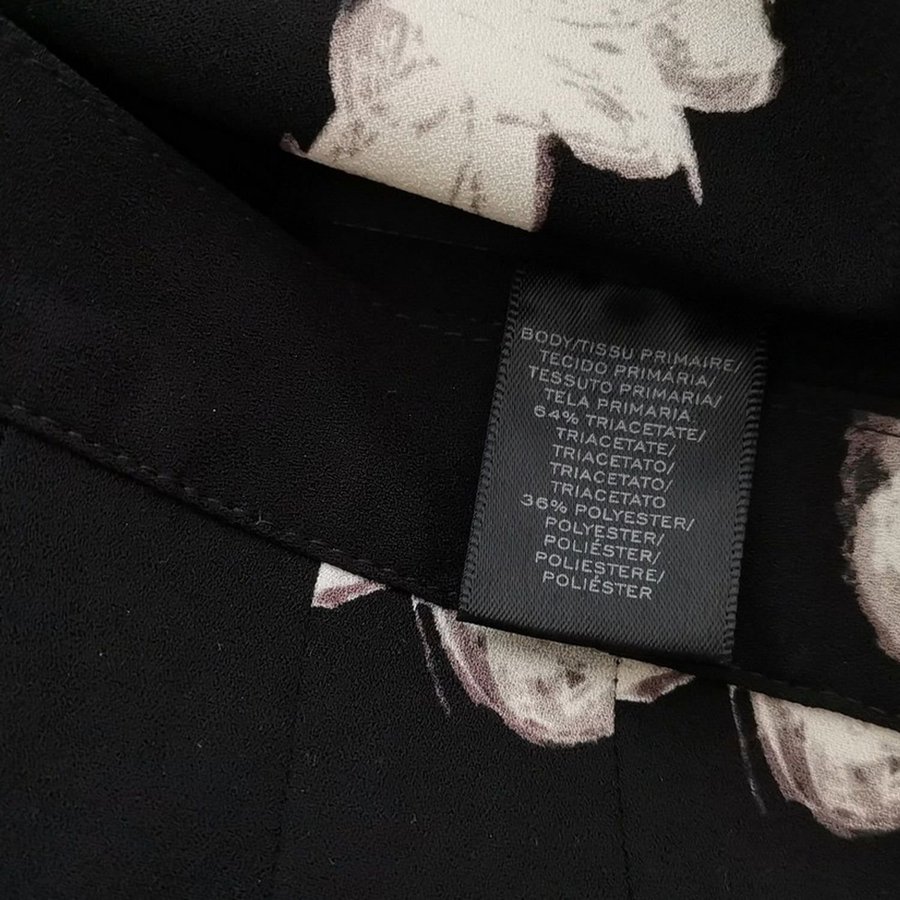 BODY/TISSU PRIMAIRE/
TECIDO PRIMÁRIA/
TESSUTO PRIMARIA/
TELA PRIMARIA
64% TRIACETATE/
TRIACETATE/
TRIACETATO/
TRIACETATO/
TRIACETATO
36% POLYESTER/
POLYESTER/
POLIÉSTER/
POLIESTERE/
POLIÉSTER